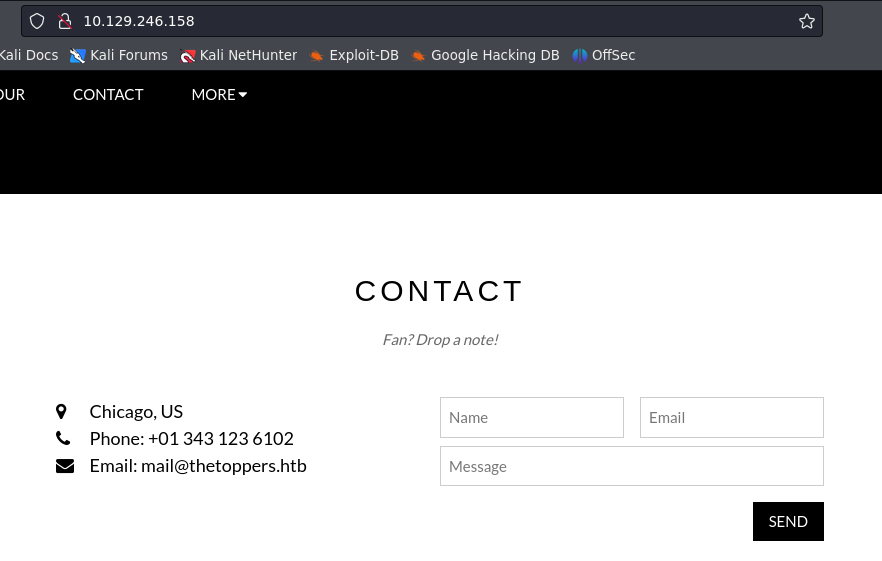 10.129.246.158
Kali Docs Kali Forums Kali NetHunter Exploit-DB Google Hacking DB OffSec
OUR CONTACT MORE
CONTACT
Fan? Drop a note!
Chicago, US
Phone: +01 343 123 6102
Email: mail@thetoppers.htb
Name Email
Message
SEND